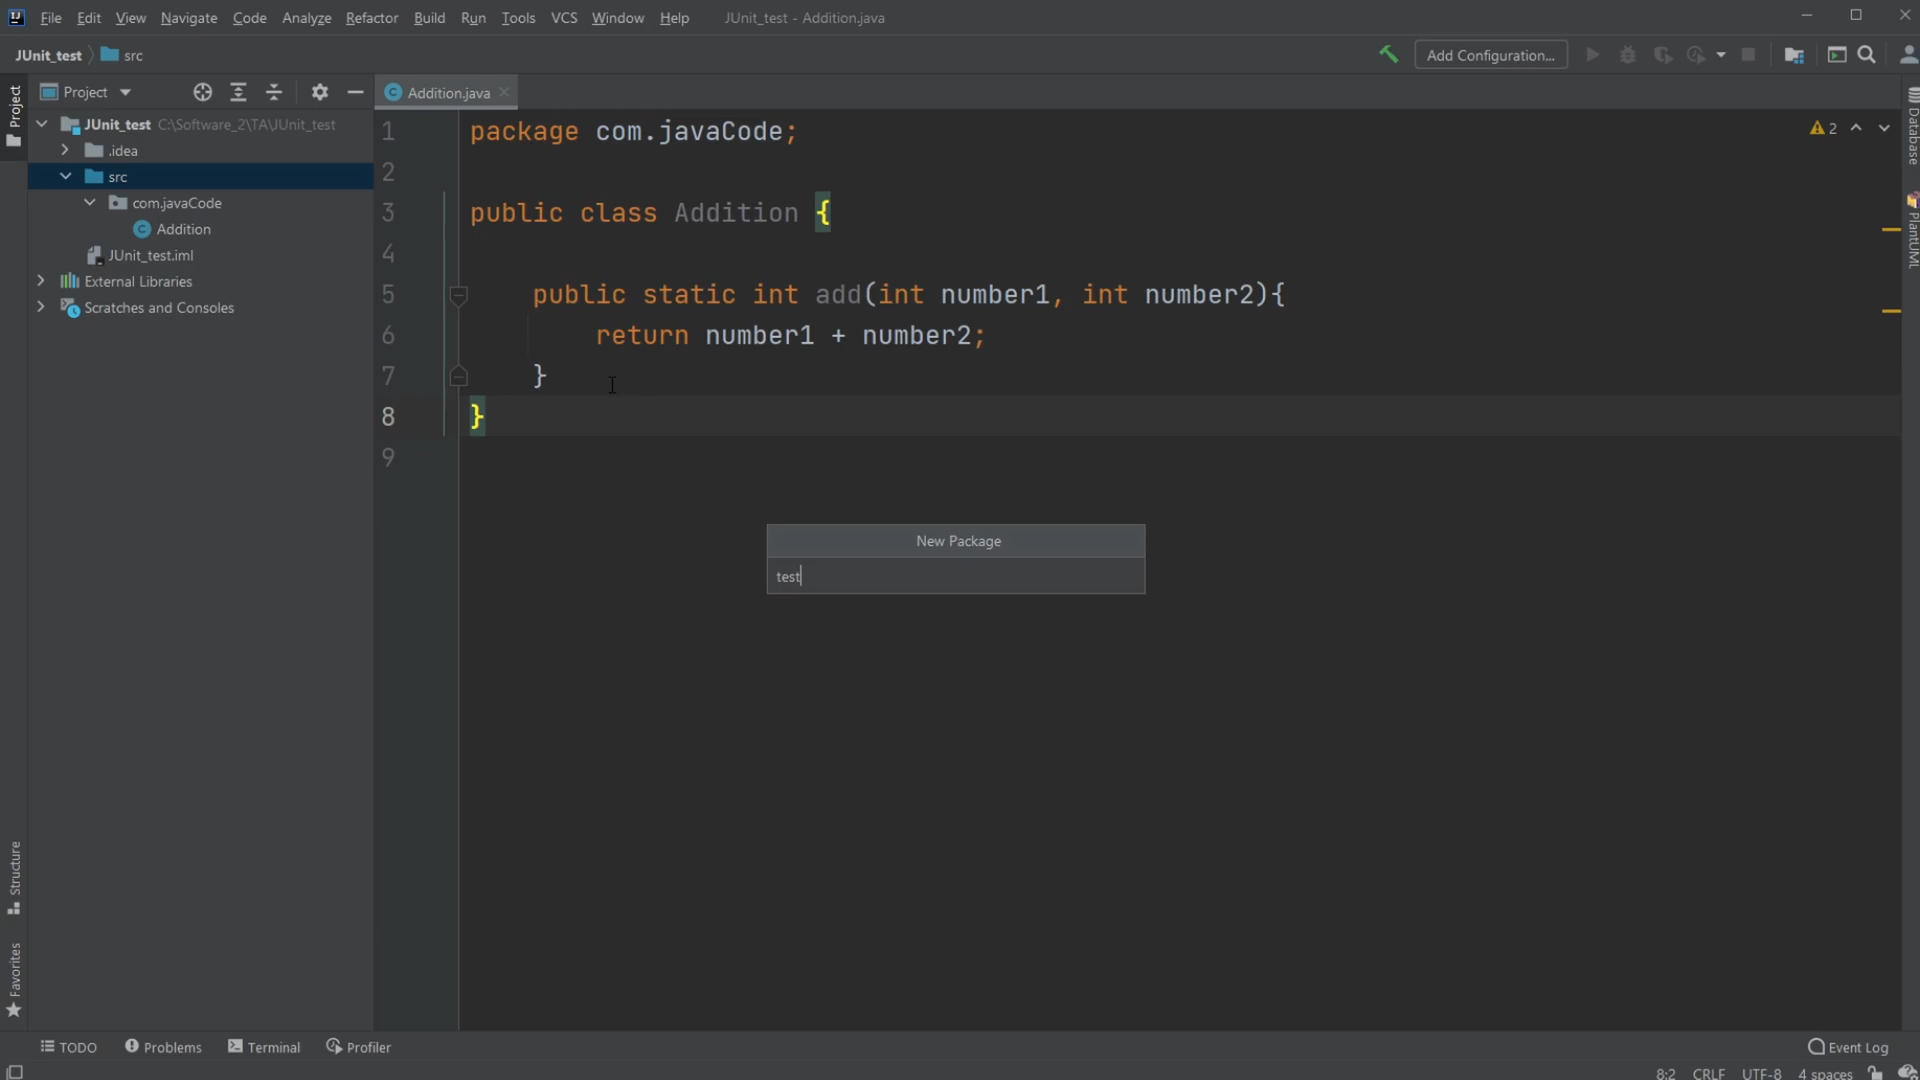 File Edit View Navigate Code Analyze Refactor Build Run Tools VCS Window Help JUnit_test - Addition.java
JUnit_test src Add Configuration...
Project
Addition.java
Project
JUnit_test C:\Software_2\TA\JUnit_test
.idea
src
com.javaCode
Addition
JUnit_test.iml
External Libraries
Scratches and Consoles
1 package com.javaCode;
2
3 public class Addition {
4
5 public static int add(int number1, int number2){
6 return number1 + number2;
7 }
8 }
9
2
New Package
test
Database
PlantUML
Structure
Favorites
TODO Problems Terminal Profiler Event Log
8:2 CRLF UTF-8 4 spaces